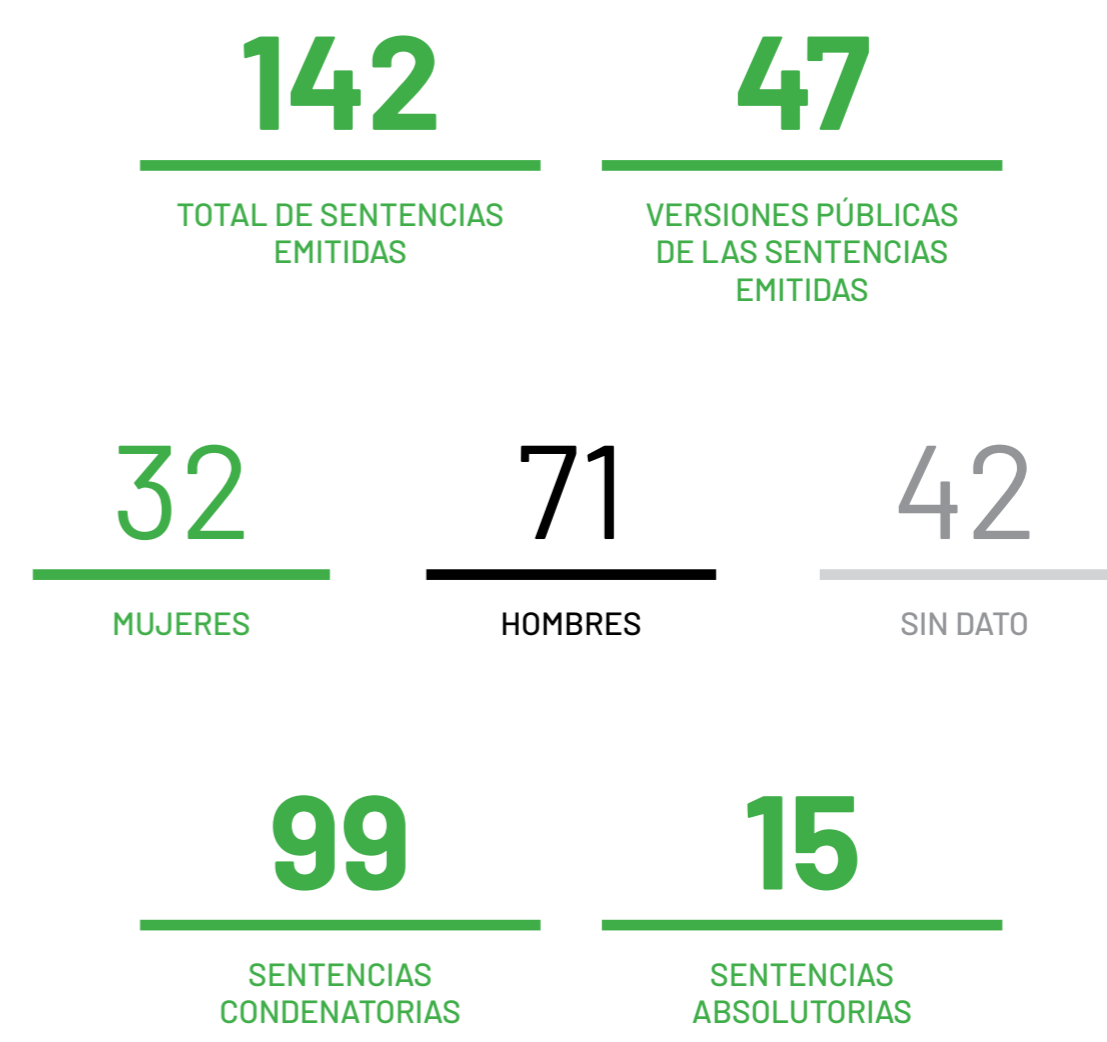 142
47
TOTAL DE SENTENCIAS
EMITIDAS
VERSIONES PÚBLICAS
DE LAS SENTENCIAS
EMITIDAS
32
71
42
MUJERES
HOMBRES
SIN DATO
99
15
SENTENCIAS
CONDENATORIAS
SENTENCIAS
ABSOLUTORIAS